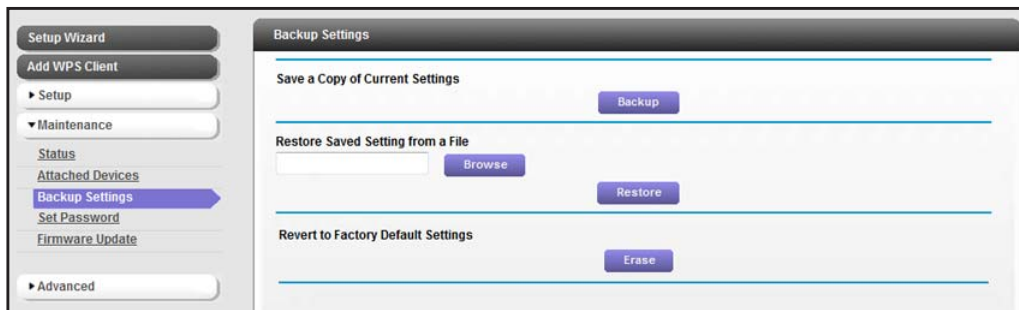 Setup Wizard
Add WPS Client
Setup
Maintenance
Status
Attached Devices
Backup Settings
Set Password
Firmware Update
Advanced
Backup Settings
Save a Copy of Current Settings
Backup
Restore Saved Setting from a File
Browse
Restore
Revert to Factory Default Settings
Erase